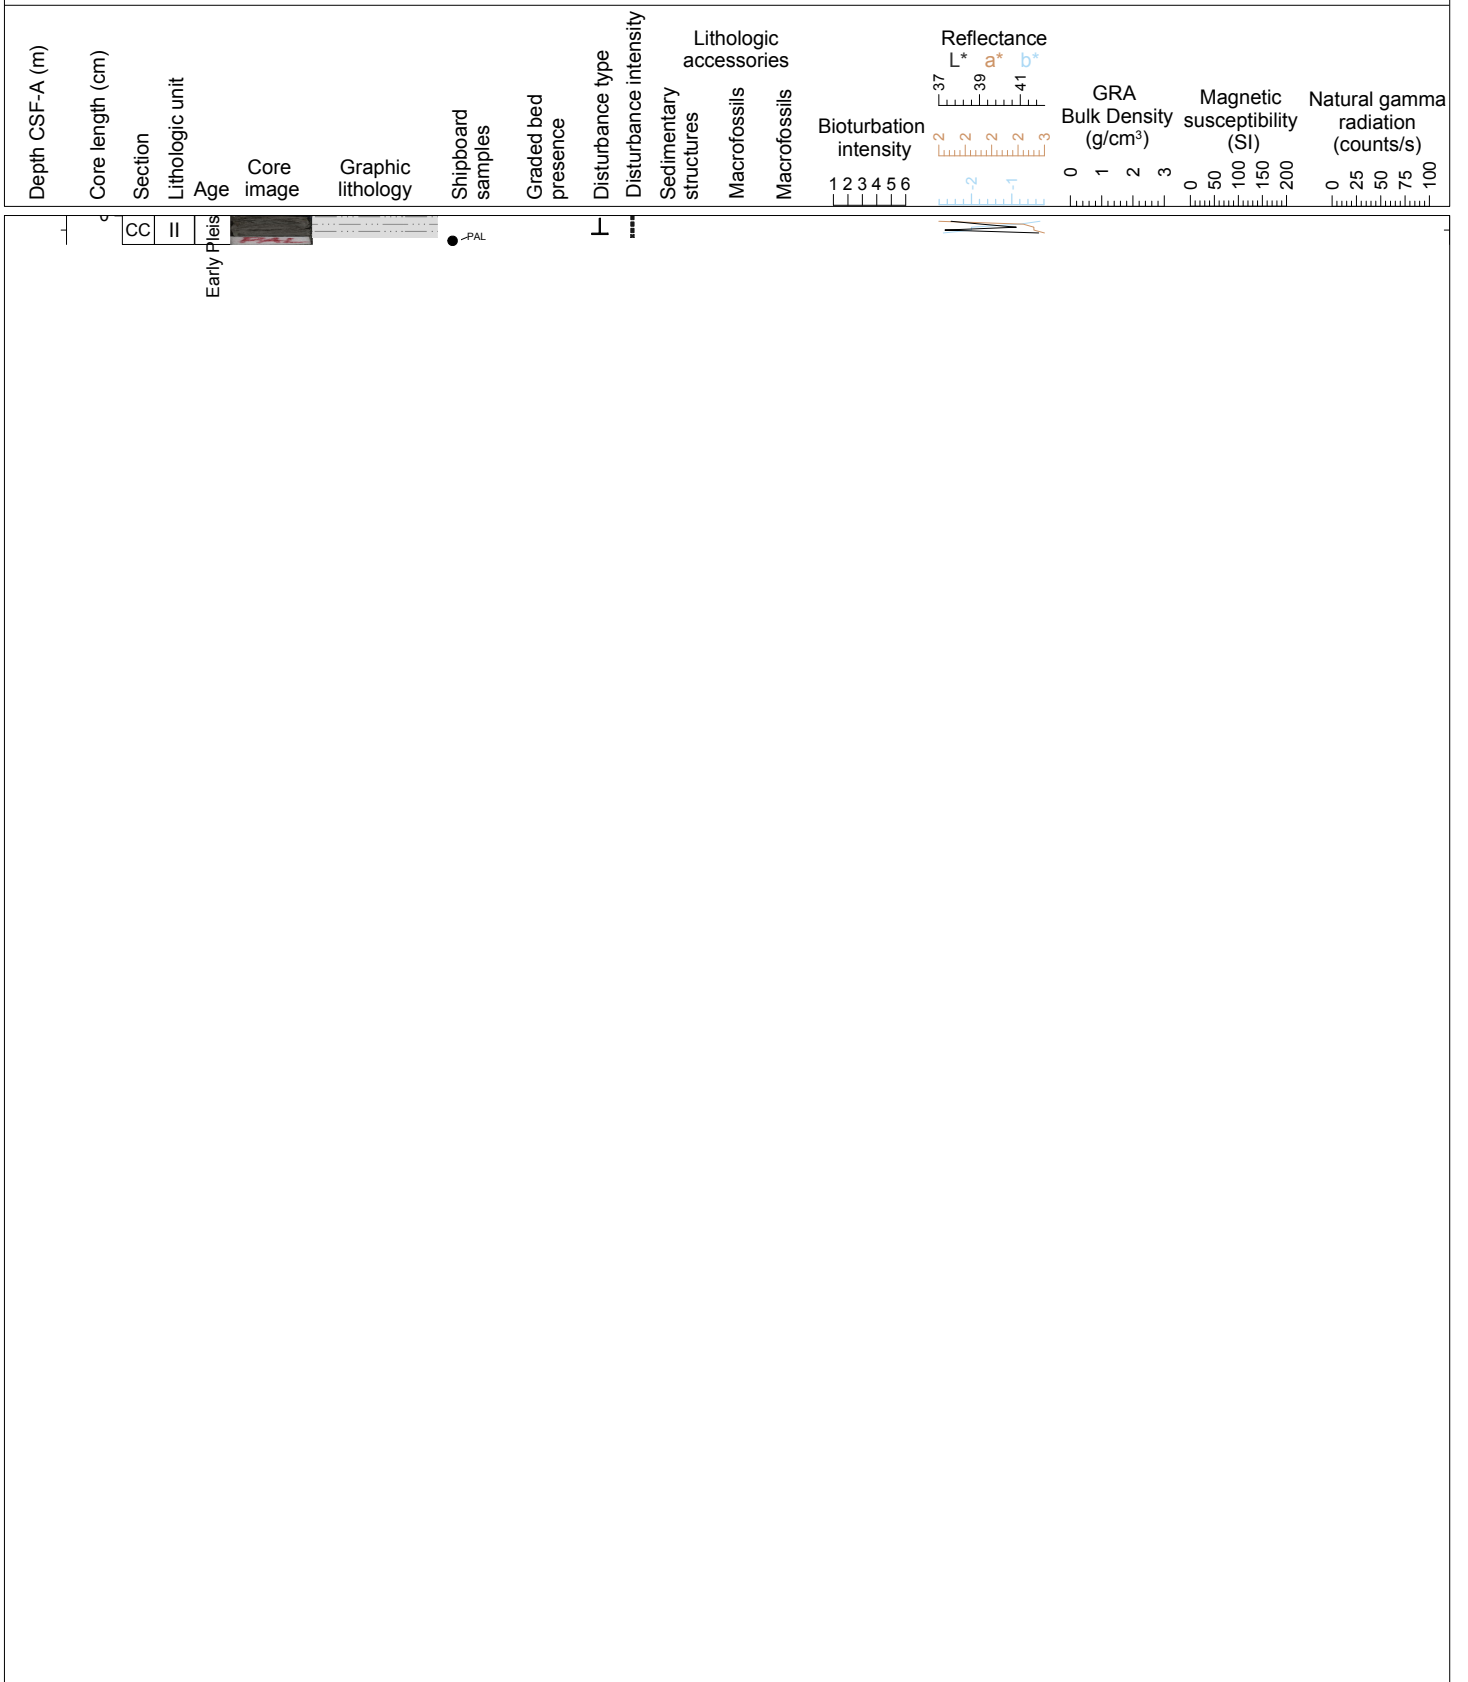 Depth CSF-A (m)
Core length (cm)
Section
Lithologic unit
Age
Core
image
Graphic
lithology
Shipboard
samples
Graded bed
presence
Disturbance type
Disturbance intensity
Lithologic
accessories
Sedimentary
structures
Macrofossils
Macrofossils
Bioturbation
intensity
1 2 3 4 5 6
Reflectance
L* a* b*
37 39 41
2 2 2 2 3
-2 -1
GRA
Bulk Density
(g/cm³)
0 1 2 3
Magnetic
susceptibility
(SI)
0 50 100 150 200
Natural gamma
radiation
(counts/s)
0 25 50 75 100
CC
II
Early Pleis
PAL
PAL